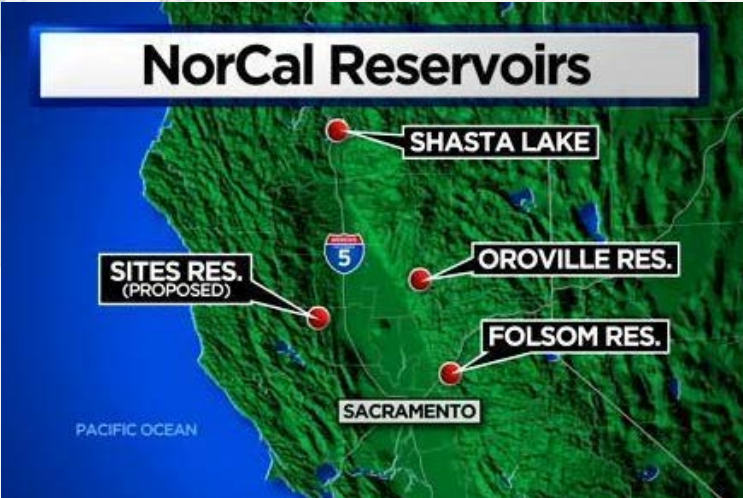 NorCal Reservoirs
SHASTA LAKE
5
OROVILLE RES.
SITES RES.
(PROPOSED)
FOLSOM RES.
SACRAMENTO
PACIFIC OCEAN